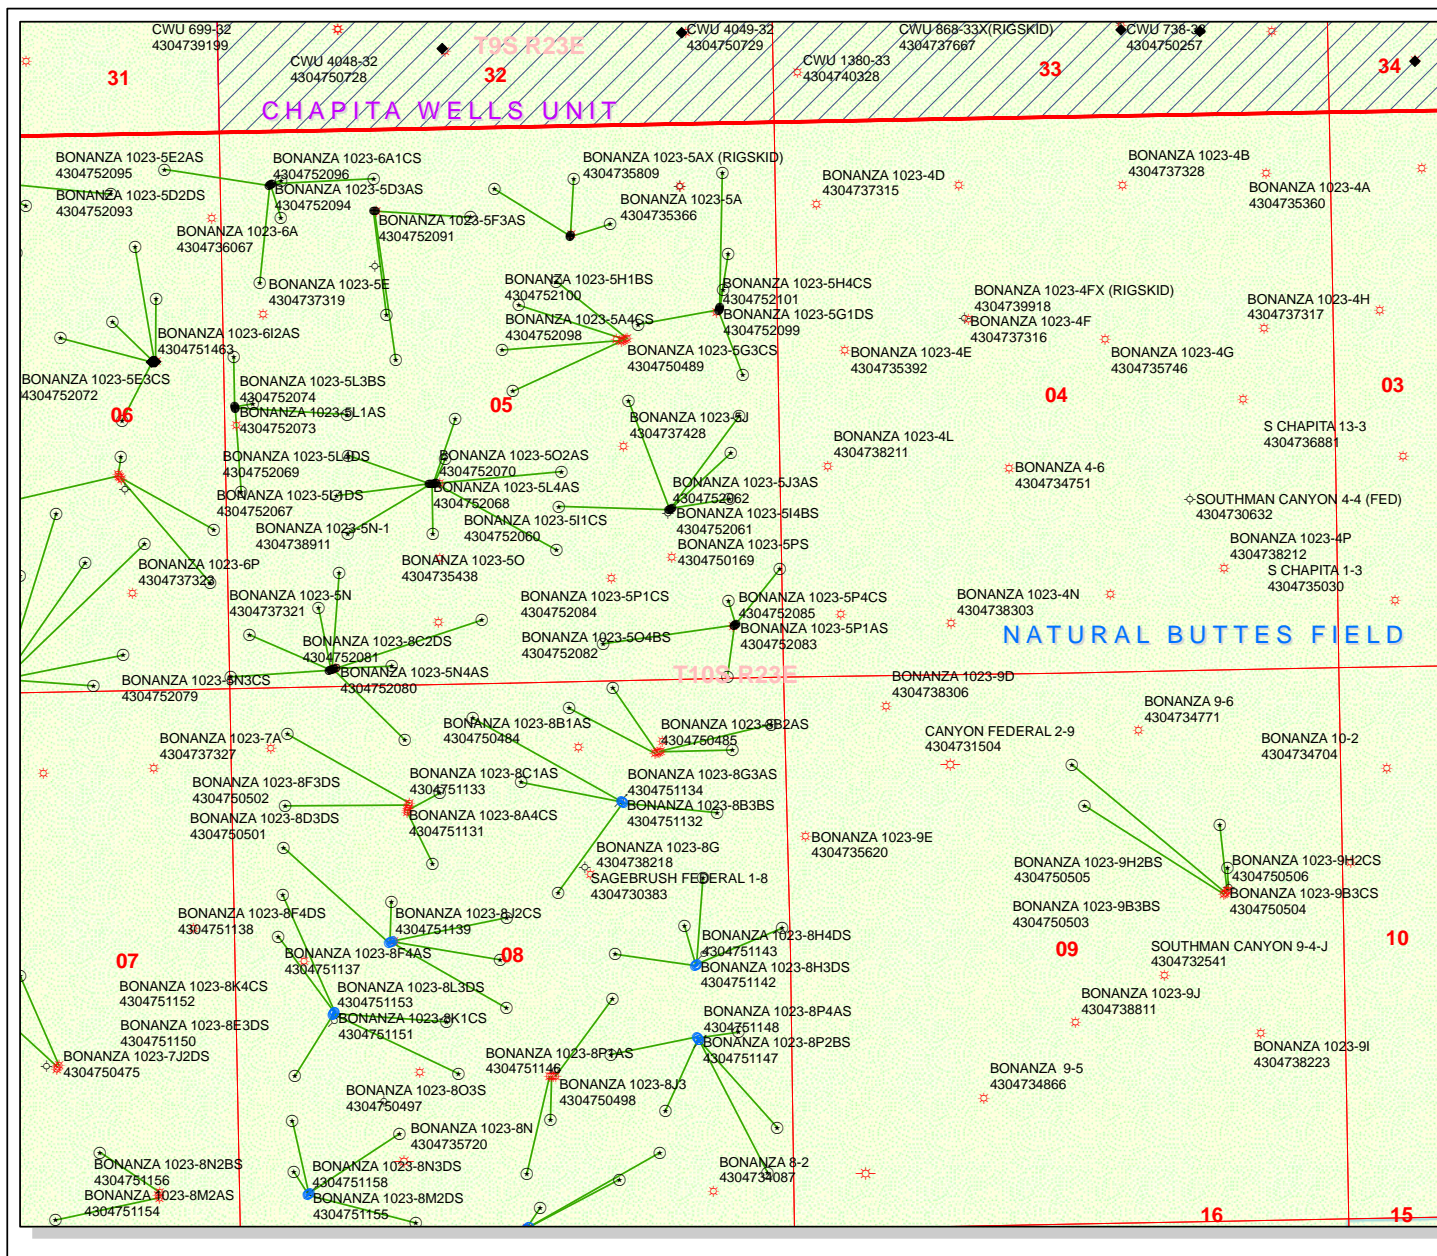 CWU 699-32
4304739199
T9S R23E
CWU 4049-32
4304750729
CWU 868-33X(RIGSKID)
4304737667
CWU 738-33
4304750257
CWU 4048-32
4304750728
CWU 1380-33
4304740328
31
32
33
34
CHAPITA WELLS UNIT
BONANZA 1023-5E2AS
4304752095
BONANZA 1023-6A1CS
4304752096
BONANZA 1023-5AX (RIGSKID)
4304735809
BONANZA 1023-4B
4304737328
BONANZA 1023-4D
4304737315
BONANZA 1023-4A
4304735360
BONANZA 1023-5D2DS
4304752093
BONANZA 1023-5D3AS
4304752094
BONANZA 1023-5A
4304735366
BONANZA 1023-5F3AS
4304752091
BONANZA 1023-6A
4304736067
BONANZA 1023-5E
4304737319
BONANZA 1023-5H1BS
4304752100
BONANZA 1023-5H4CS
4304752101
BONANZA 1023-4FX (RIGSKID)
4304739918
BONANZA 1023-4H
4304737317
BONANZA 1023-5A4CS
4304752098
BONANZA 1023-5G1DS
4304752099
BONANZA 1023-4F
4304737316
BONANZA 1023-6I2AS
4304751463
BONANZA 1023-5G3CS
4304750489
BONANZA 1023-4E
4304735392
BONANZA 1023-4G
4304735746
BONANZA 1023-5E3CS
4304752072
BONANZA 1023-5L3BS
4304752074
06
05
04
03
BONANZA 1023-5L1AS
4304752073
BONANZA 1023-5J
4304737428
S CHAPITA 13-3
4304736881
BONANZA 1023-4L
4304738211
BONANZA 1023-5L4DS
4304752069
BONANZA 1023-5O2AS
4304752070
BONANZA 4-6
4304734751
BONANZA 1023-5L1DS
4304752067
BONANZA 1023-5L4AS
4304752068
BONANZA 1023-5J3AS
4304752062
SOUTHMAN CANYON 4-4 (FED)
4304730632
BONANZA 1023-5N-1
4304738911
BONANZA 1023-5I1CS
4304752060
BONANZA 1023-5I4BS
4304752061
BONANZA 1023-6P
4304737323
BONANZA 1023-5O
4304735438
BONANZA 1023-5PS
4304750169
BONANZA 1023-4P
4304738212
S CHAPITA 1-3
4304735030
BONANZA 1023-5N
4304737321
BONANZA 1023-5P1CS
4304752084
BONANZA 1023-5P4CS
4304752085
BONANZA 1023-4N
4304738303
BONANZA 1023-8C2DS
4304752081
BONANZA 1023-5O4BS
4304752082
BONANZA 1023-5P1AS
4304752083
NATURAL BUTTES FIELD
BONANZA 1023-5N4AS
4304752080
T10S R23E
BONANZA 1023-5N3CS
4304752079
BONANZA 1023-9D
4304738306
BONANZA 9-6
4304734771
BONANZA 1023-7A
4304737327
BONANZA 1023-8B1AS
4304750484
BONANZA 1023-8B2AS
4304750485
CANYON FEDERAL 2-9
4304731504
BONANZA 10-2
4304734704
BONANZA 1023-8F3DS
4304750502
BONANZA 1023-8C1AS
4304751133
BONANZA 1023-8G3AS
4304751134
BONANZA 1023-8D3DS
4304750501
BONANZA 1023-8A4CS
4304751131
BONANZA 1023-8B3BS
4304751132
BONANZA 1023-9E
4304735620
BONANZA 1023-8G
4304738218
BONANZA 1023-9H2BS
4304750505
BONANZA 1023-9H2CS
4304750506
SAGEBRUSH FEDERAL 1-8
4304730383
BONANZA 1023-9B3BS
4304750503
BONANZA 1023-9B3CS
4304750504
BONANZA 1023-8F4DS
4304751138
BONANZA 1023-8J2CS
4304751139
BONANZA 1023-8H4DS
4304751143
SOUTHMAN CANYON 9-4-J
4304732541
07
08
09
10
BONANZA 1023-8F4AS
4304751137
BONANZA 1023-8H3DS
4304751142
BONANZA 1023-8K4CS
4304751152
BONANZA 1023-8L3DS
4304751153
BONANZA 1023-9J
4304738811
BONANZA 1023-8E3DS
4304751150
BONANZA 1023-8K1CS
4304751151
BONANZA 1023-8P4AS
4304751148
BONANZA 1023-7J2DS
4304750475
BONANZA 1023-8P1AS
4304751146
BONANZA 1023-8P2BS
4304751147
BONANZA 1023-9I
4304738223
BONANZA 1023-8O3S
4304750497
BONANZA 1023-8J3
4304750498
BONANZA 9-5
4304734866
BONANZA 1023-8N
4304735720
BONANZA 1023-8N2BS
4304751156
BONANZA 1023-8N3DS
4304751158
BONANZA 8-2
4304734087
BONANZA 1023-8M2AS
4304751154
BONANZA 1023-8M2DS
4304751155
16
15